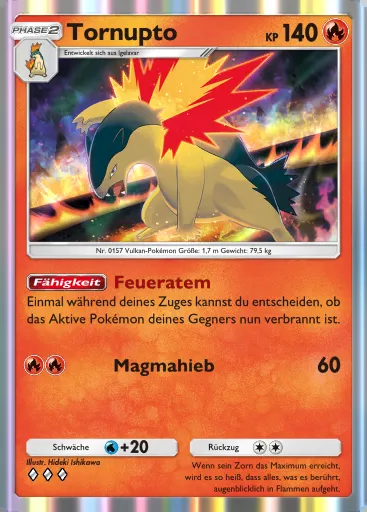 PHASE 2 Tornupto KP 140
Entwickelt sich aus Igelavar
Nr. 0157 Vulkan-Pokémon Größe: 1,7 m Gewicht: 79,5 kg
Fähigkeit Feueratem
Einmal während deines Zuges kannst du entscheiden, ob
das Aktive Pokémon deines Gegners nun verbrannt ist.
Magmahieb 60
Schwäche +20 Rückzug
Illustr. Hideki Ishikawa
Wenn sein Zorn das Maximum erreicht,
wird es so heiß, dass alles, was es berührt,
augenblicklich in Flammen aufgeht.